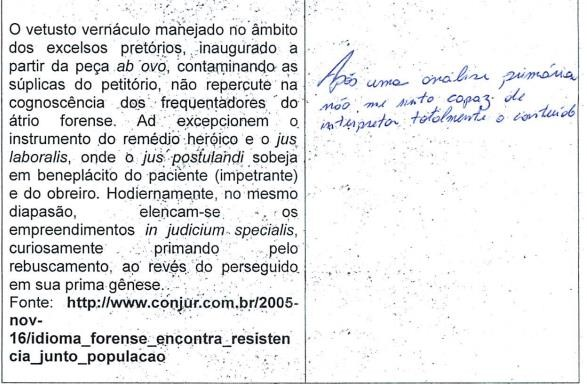 O vetusto vernáculo manejado no âmbito
dos excelsos pretórios, inaugurado a
partir da peça ab ovo, contaminando as
súplicas do petitório, não repercute na
cognoscência dos frequentadores do
átrio forense. Ad excepcionem o
instrumento do remédio heróico e o jus
laboralis, onde o jus postulandi sobeja
em beneplácito do paciente (impetrante)
e do obreiro. Hodiernamente, no mesmo
diapasão, elencam-se os
empreendimentos in judicium specialis,
curiosamente primando pelo
rebuscamento, ao revés do perseguido
em sua prima gênese.
Fonte: http://www.conjur.com.br/2005-
nov-
16/idioma_forense_encontra_resisten
cia_junto_populacao
Após uma análise primária
não me sinto capaz de
interpretar totalmente o conteúdo